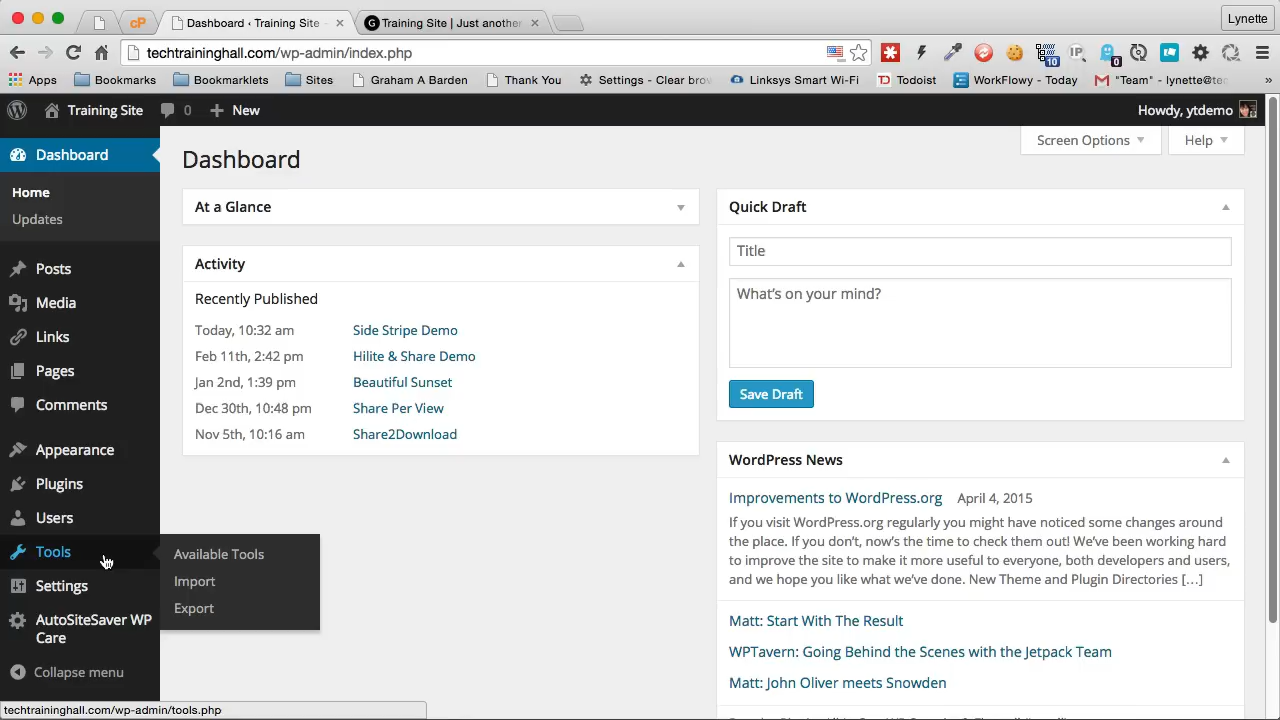 Lynette
cP
Dashboard ‹ Training Site
Training Site | Just another
techtraininghall.com/wp-admin/index.php
10
IP
0
Apps
Bookmarks
Bookmarklets
Sites
Graham A Barden
Thank You
Settings - Clear brow
Linksys Smart Wi-Fi
Todoist
WorkFlowy - Today
"Team" - lynette@tec
»
Training Site
0
New
Howdy, ytdemo
Dashboard
Home
Updates
Posts
Media
Links
Pages
Comments
Appearance
Plugins
Users
Tools
Settings
AutoSiteSaver WP
Care
Collapse menu
Available Tools
Import
Export
Screen Options
Help
Dashboard
At a Glance
Activity
Recently Published
Today, 10:32 am Side Stripe Demo
Feb 11th, 2:42 pm Hilite & Share Demo
Jan 2nd, 1:39 pm Beautiful Sunset
Dec 30th, 10:48 pm Share Per View
Nov 5th, 10:16 am Share2Download
Quick Draft
Title
What's on your mind?
Save Draft
WordPress News
Improvements to WordPress.org April 4, 2015
If you visit WordPress.org regularly you might have noticed some changes around
the place. If you don't, now's the time to check them out! We've been working hard
to improve the site to make it more useful to everyone, both developers and users,
and we hope you like what we've done. New Theme and Plugin Directories […]
Matt: Start With The Result
WPTavern: Going Behind the Scenes with the Jetpack Team
Matt: John Oliver meets Snowden
techtraininghall.com/wp-admin/tools.php